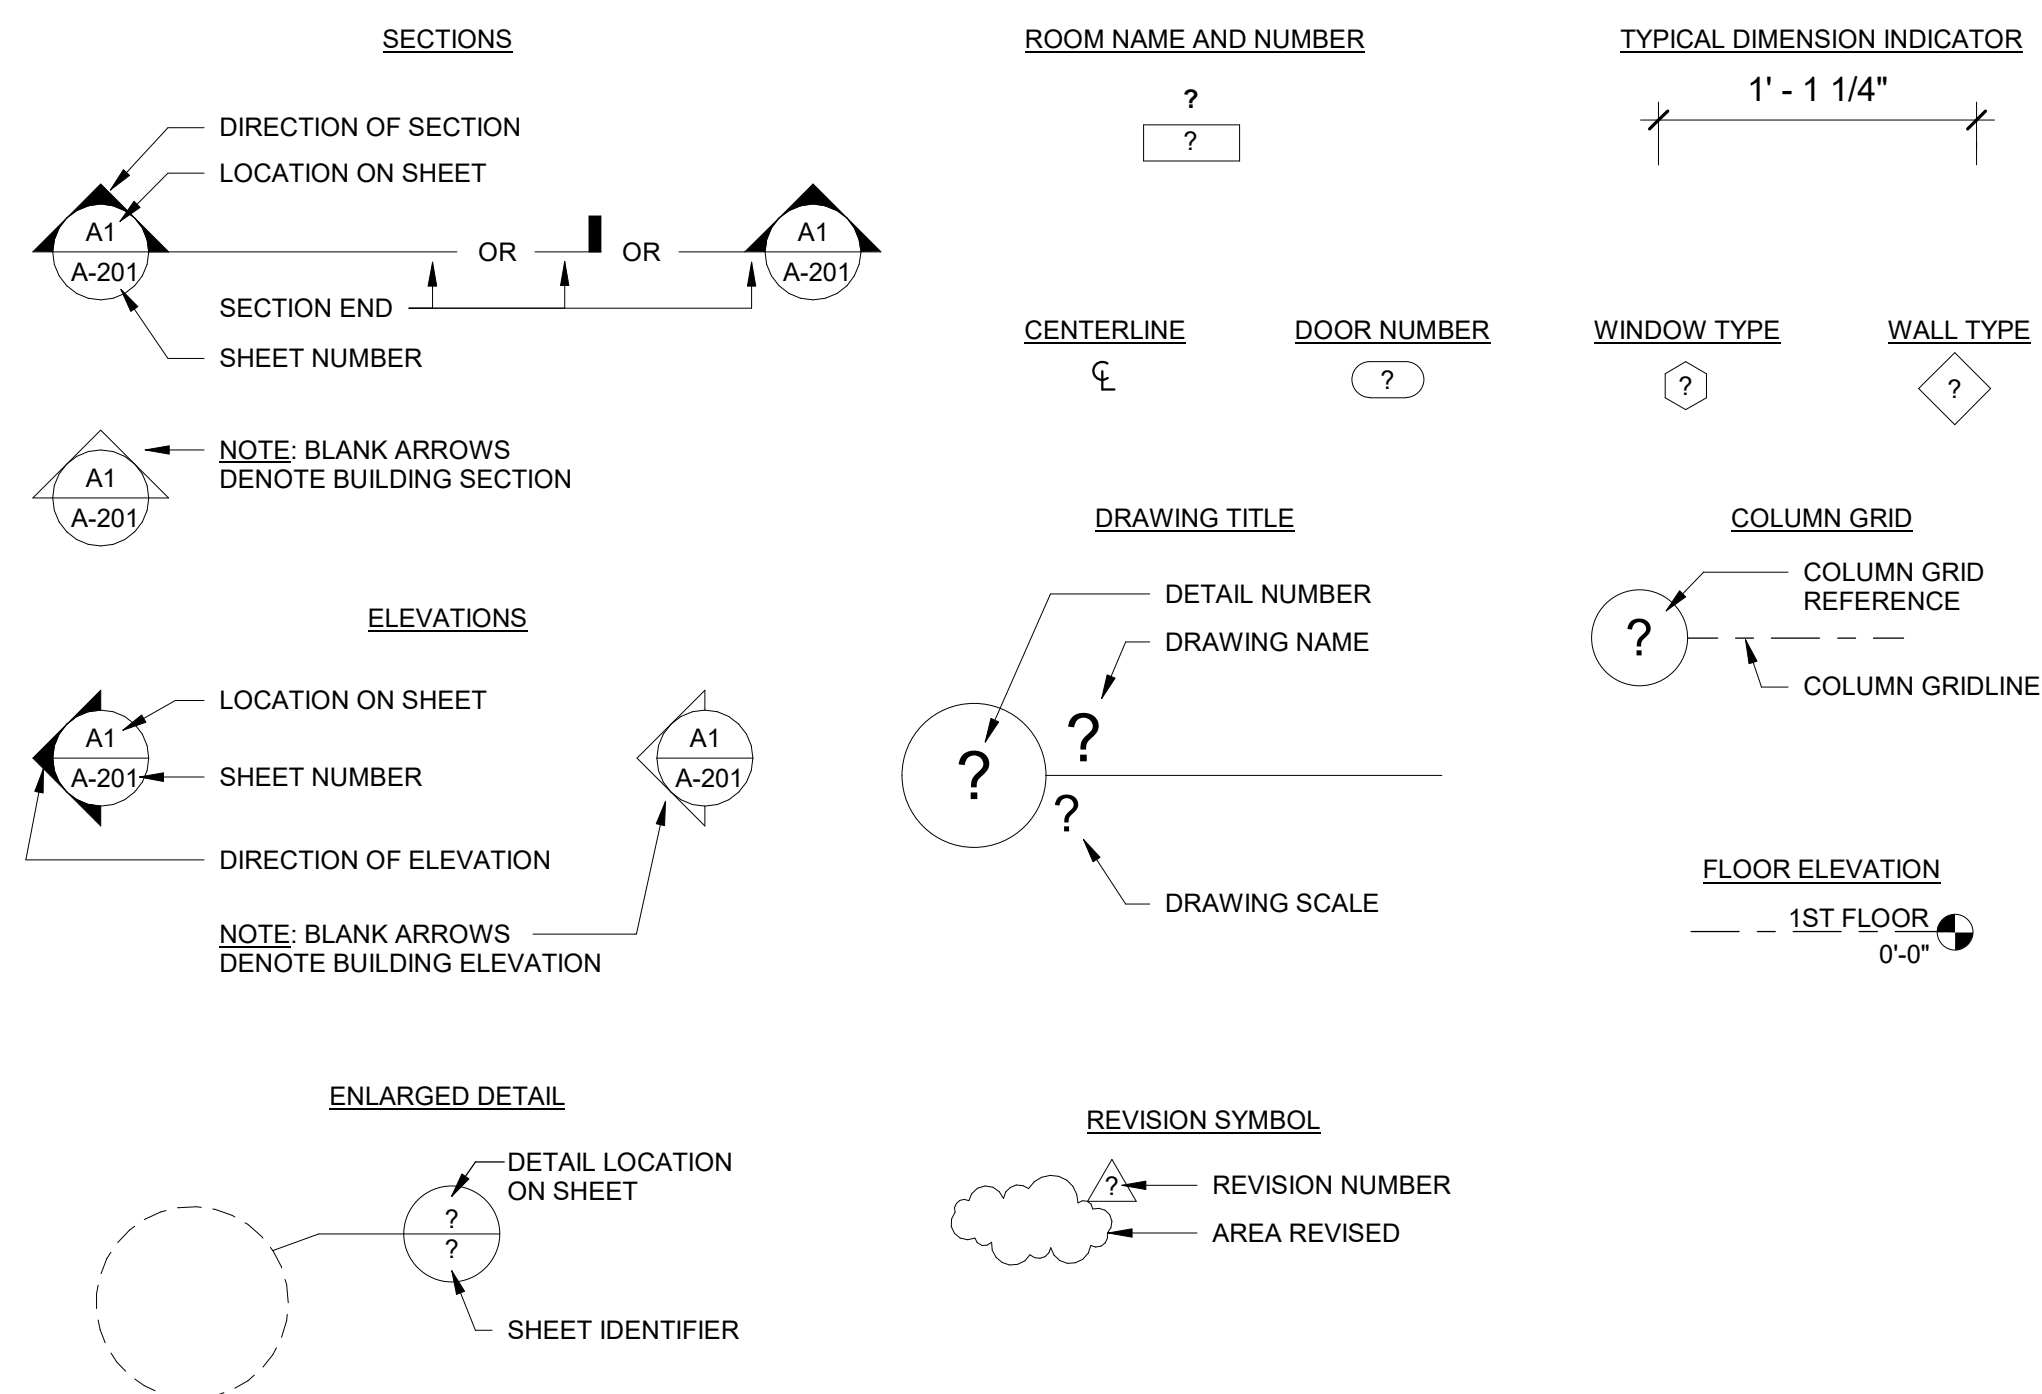 SECTIONS
DIRECTION OF SECTION
LOCATION ON SHEET
A1
A-201
OR
OR
A1
A-201
SECTION END
SHEET NUMBER
A1
A-201
NOTE: BLANK ARROWS
DENOTE BUILDING SECTION
ELEVATIONS
LOCATION ON SHEET
A1
A-201
SHEET NUMBER
DIRECTION OF ELEVATION
A1
A-201
NOTE: BLANK ARROWS
DENOTE BUILDING ELEVATION
ENLARGED DETAIL
DETAIL LOCATION
ON SHEET
?
?
SHEET IDENTIFIER
ROOM NAME AND NUMBER
?
?
TYPICAL DIMENSION INDICATOR
1' - 1 1/4"
CENTERLINE
℄
DOOR NUMBER
?
WINDOW TYPE
?
WALL TYPE
?
DRAWING TITLE
DETAIL NUMBER
DRAWING NAME
?
?
?
DRAWING SCALE
COLUMN GRID
COLUMN GRID
REFERENCE
?
COLUMN GRIDLINE
FLOOR ELEVATION
1ST FLOOR
0'-0"
REVISION SYMBOL
?
REVISION NUMBER
AREA REVISED